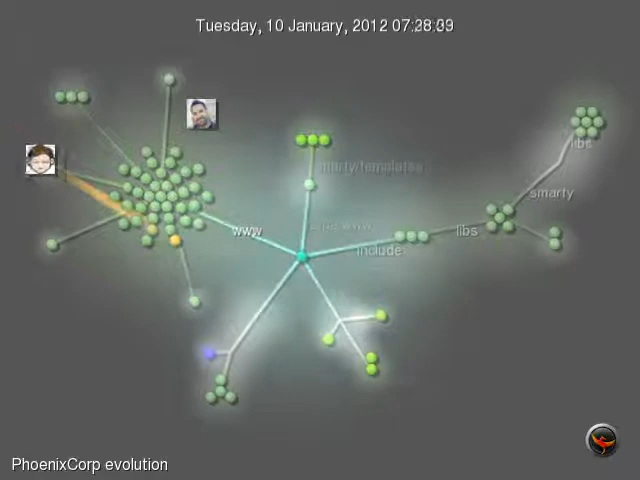 Tuesday, 10 January, 2012 07:28:39
libs
smarty/templates
smarty
www
libs
include
PhoenixCorp evolution